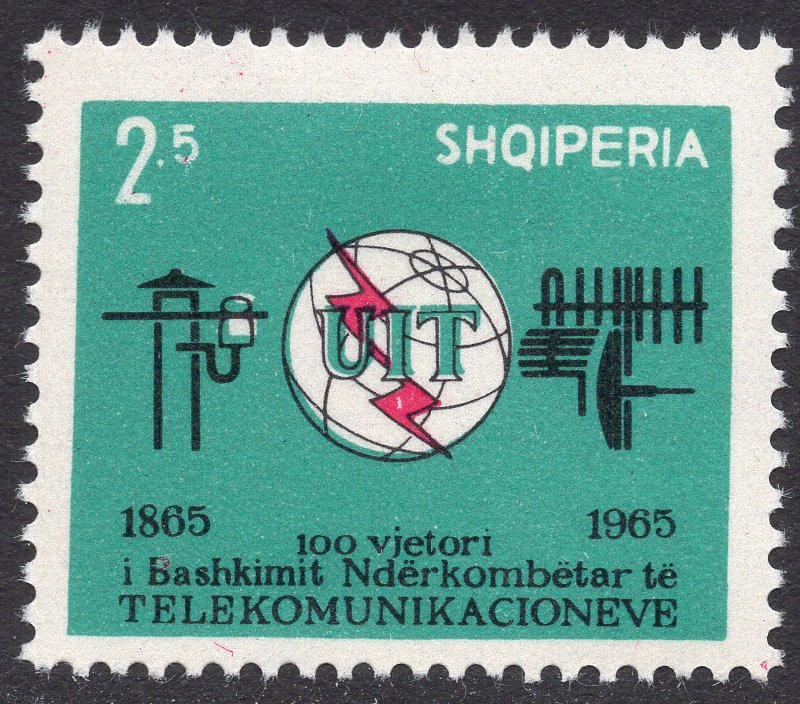 2.5 SHQIPERIA
UIT
1865 1965
100 vjetori
i Bashkimit Ndërkombëtar të
TELEKOMUNIKACIONEVE